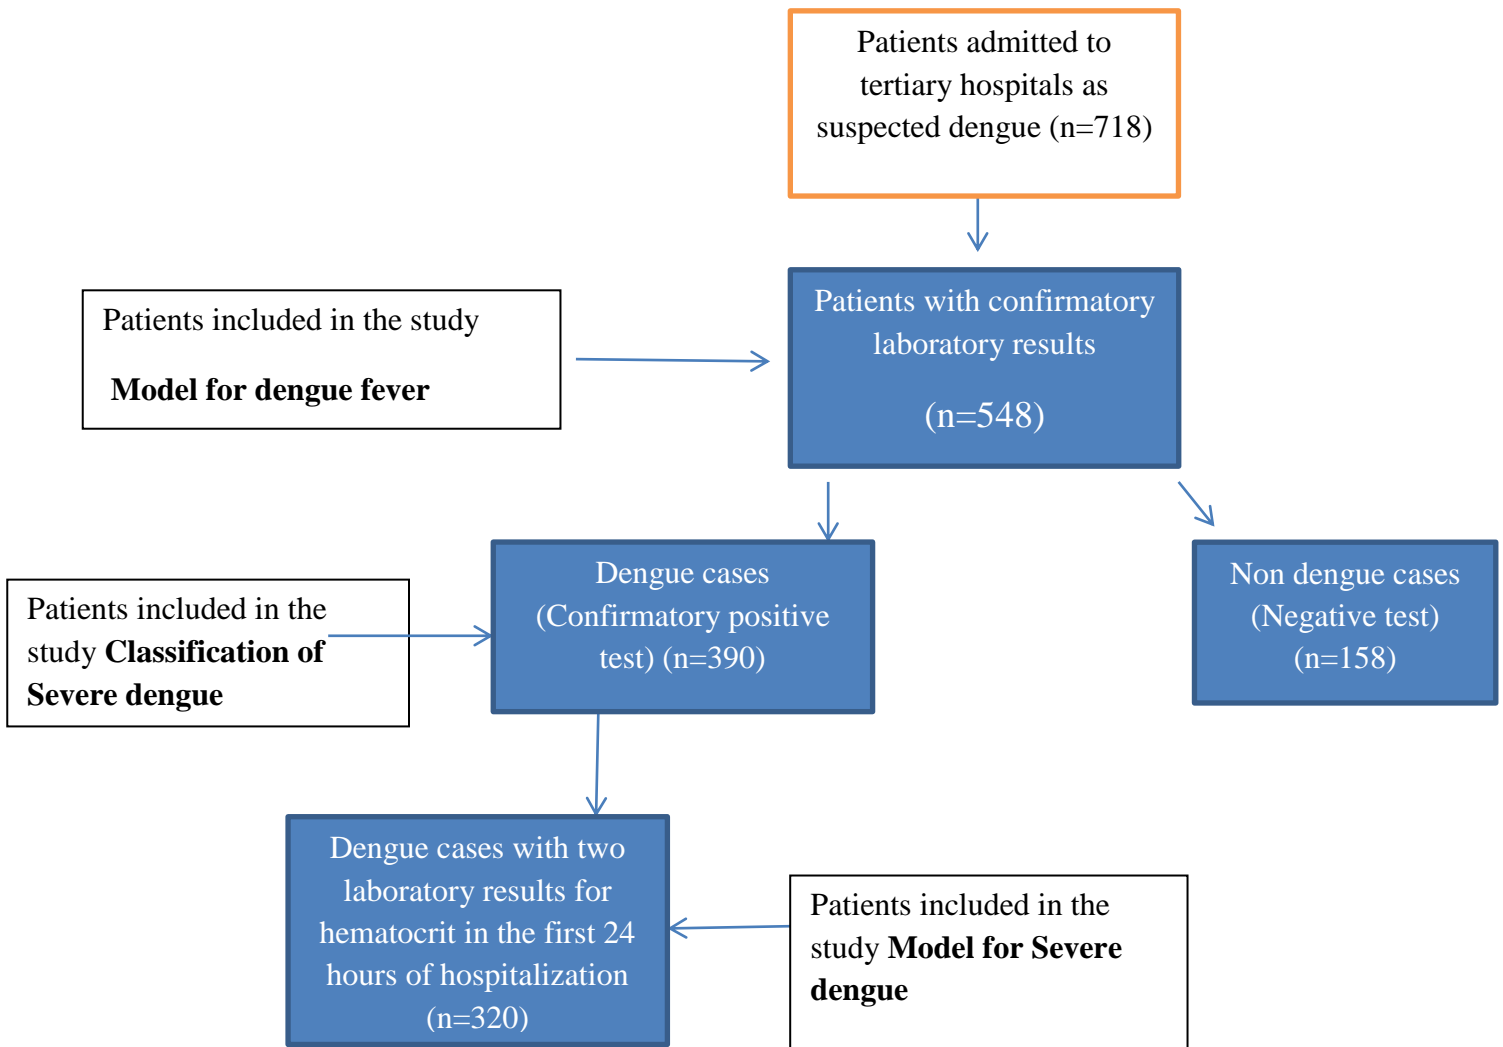 Patients admitted to
tertiary hospitals as
suspected dengue (n=718)
Patients included in the study
Model for dengue fever
Patients with confirmatory
laboratory results
(n=548)
Patients included in the
study Classification of
Severe dengue
Dengue cases
(Confirmatory positive
test) (n=390)
Non dengue cases
(Negative test)
(n=158)
Dengue cases with two
laboratory results for
hematocrit in the first 24
hours of hospitalization
(n=320)
Patients included in the
study Model for Severe
dengue